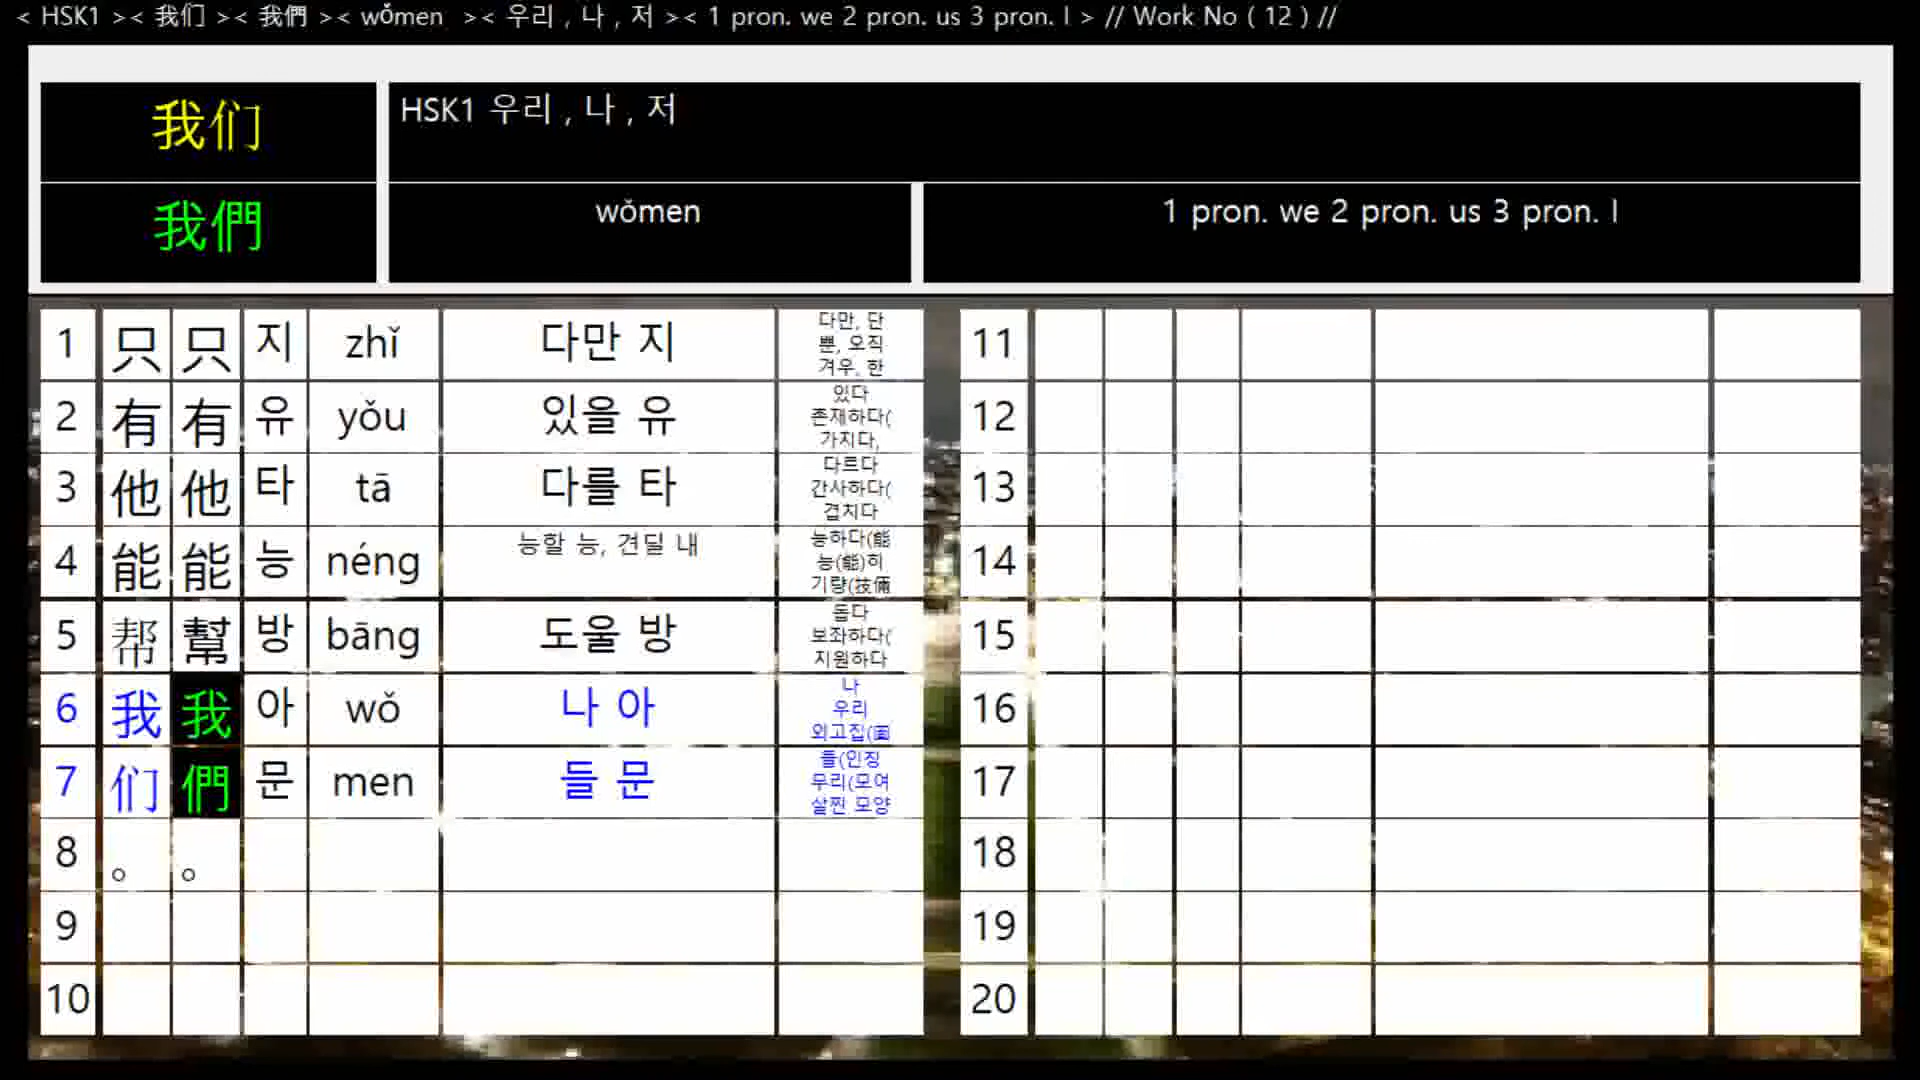 < HSK1 >< 我们 >< 我們 >< wǒmen >< 우리 , 나 , 저 >< 1 pron. we 2 pron. us 3 pron. I > // Work No ( 12 ) //
我们
HSK1 우리 , 나 , 저
我們
wǒmen
1 pron. we 2 pron. us 3 pron. I
1 只 只 지 zhǐ 다만 지
다만, 단
뿐, 오직
겨우, 한
2 有 有 유 yǒu 있을 유
있다
존재하다(
가지다,
3 他 他 타 tā 다를 타
다르다
간사하다(
겹치다
4 能 能 능 néng 능할 능, 견딜 내
능하다(能
능(能)히
기량(技倆
5 帮 幫 방 bāng 도울 방
돕다
보좌하다(
지원하다
6 我 我 아 wǒ 나 아
나
우리
외고집(固
7 们 們 문 men 들 문
들(인칭
무리(모여
살찐 모양
8 。 。
9
10
11
12
13
14
15
16
17
18
19
20